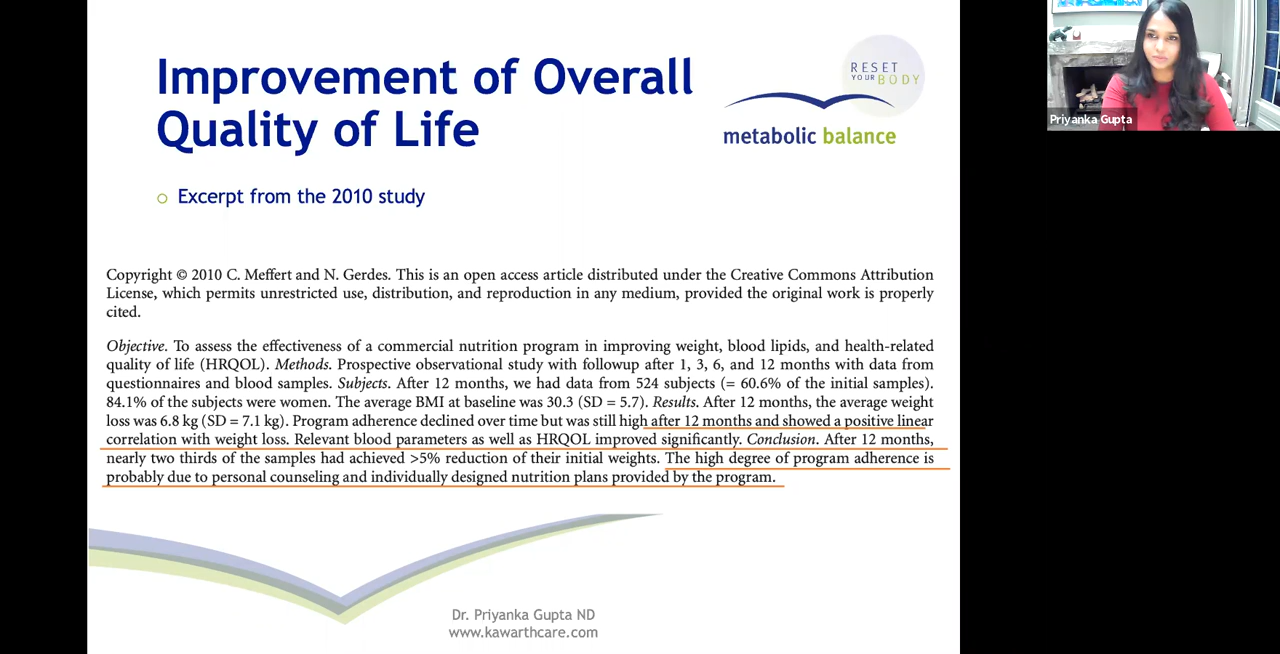 Improvement of Overall
Quality of Life
RESET
YOUR BODY
metabolic balance
Priyanka Gupta
Excerpt from the 2010 study
Copyright © 2010 C. Meffert and N. Gerdes. This is an open access article distributed under the Creative Commons Attribution
License, which permits unrestricted use, distribution, and reproduction in any medium, provided the original work is properly
cited.
Objective. To assess the effectiveness of a commercial nutrition program in improving weight, blood lipids, and health-related
quality of life (HRQOL). Methods. Prospective observational study with followup after 1, 3, 6, and 12 months with data from
questionnaires and blood samples. Subjects. After 12 months, we had data from 524 subjects (= 60.6% of the initial samples).
84.1% of the subjects were women. The average BMI at baseline was 30.3 (SD = 5.7). Results. After 12 months, the average weight
loss was 6.8 kg (SD = 7.1 kg). Program adherence declined over time but was still high after 12 months and showed a positive linear
correlation with weight loss. Relevant blood parameters as well as HRQOL improved significantly. Conclusion. After 12 months,
nearly two thirds of the samples had achieved >5% reduction of their initial weights. The high degree of program adherence is
probably due to personal counseling and individually designed nutrition plans provided by the program.
Dr. Priyanka Gupta ND
www.kawarthcare.com